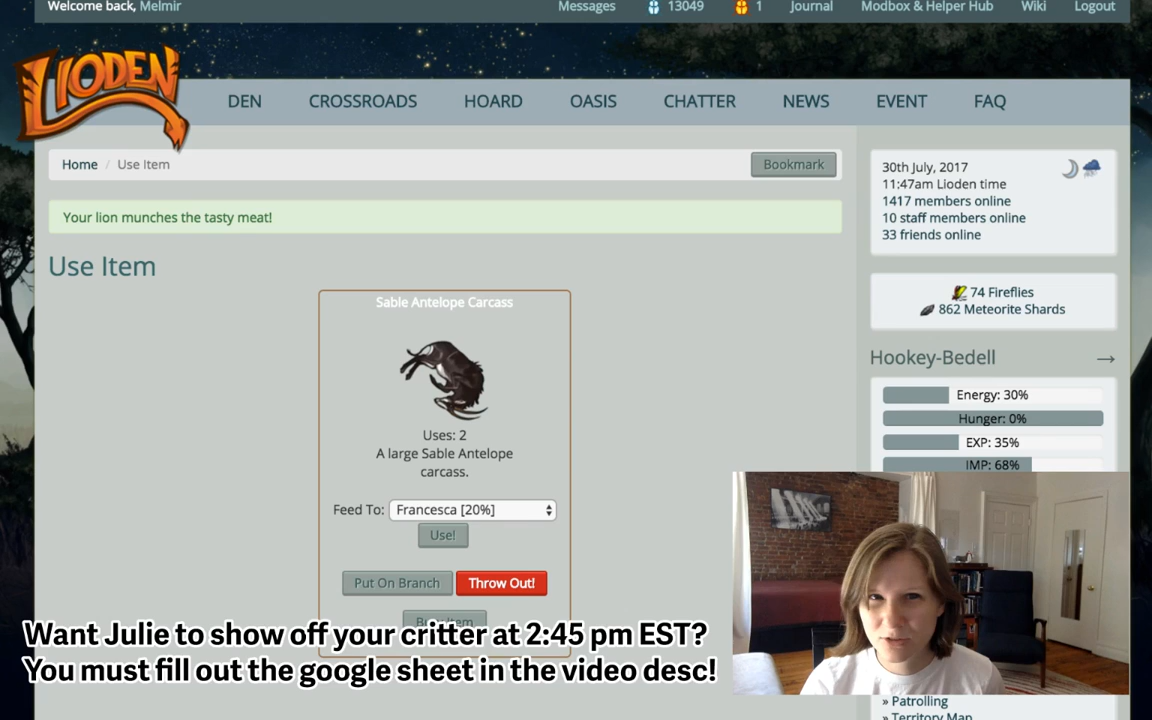 Welcome back, Melmir
Messages 13049 1 Journal Modbox & Helper Hub Wiki Logout
LIODEN
DEN CROSSROADS HOARD OASIS CHATTER NEWS EVENT FAQ
Home / Use Item
Bookmark
Your lion munches the tasty meat!
Use Item
Sable Antelope Carcass
Uses: 2
A large Sable Antelope
carcass.
Feed To: Francesca [20%]
Use!
Put On Branch Throw Out!
30th July, 2017
11:47am Lioden time
1417 members online
10 staff members online
33 friends online
74 Fireflies
862 Meteorite Shards
Hookey-Bedell →
Energy: 30%
Hunger: 0%
EXP: 35%
IMP: 68%
Want Julie to show off your critter at 2:45 pm EST?
You must fill out the google sheet in the video desc!
» Patrolling
» Territory Map